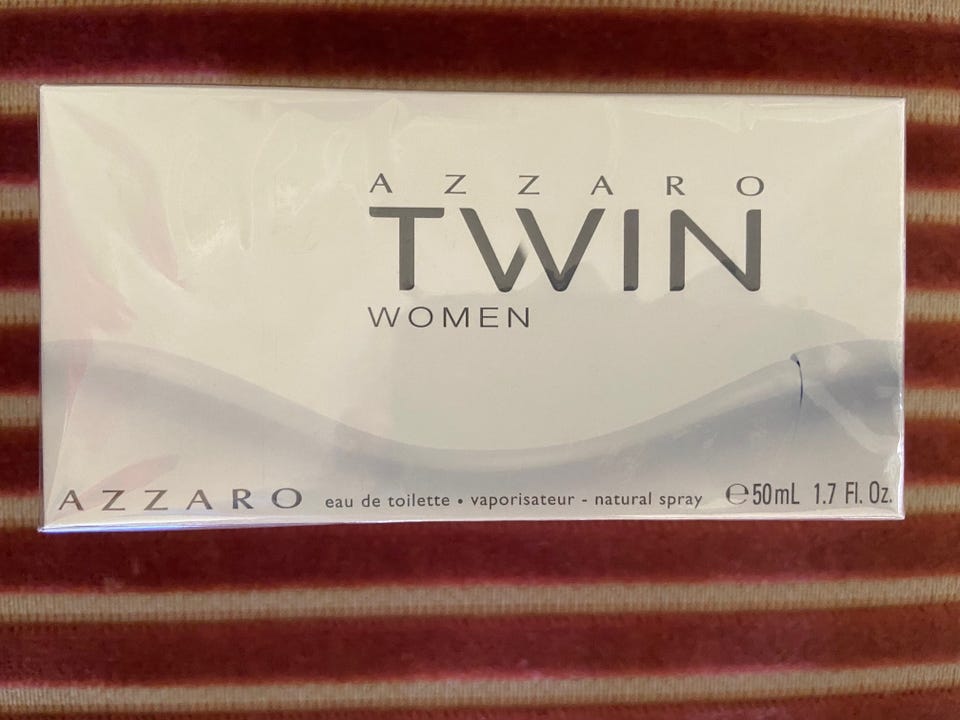 AZZARO
TWIN
WOMEN
AZZARO eau de toilette • vaporisateur - natural spray ℮50mL 1.7 Fl. Oz.